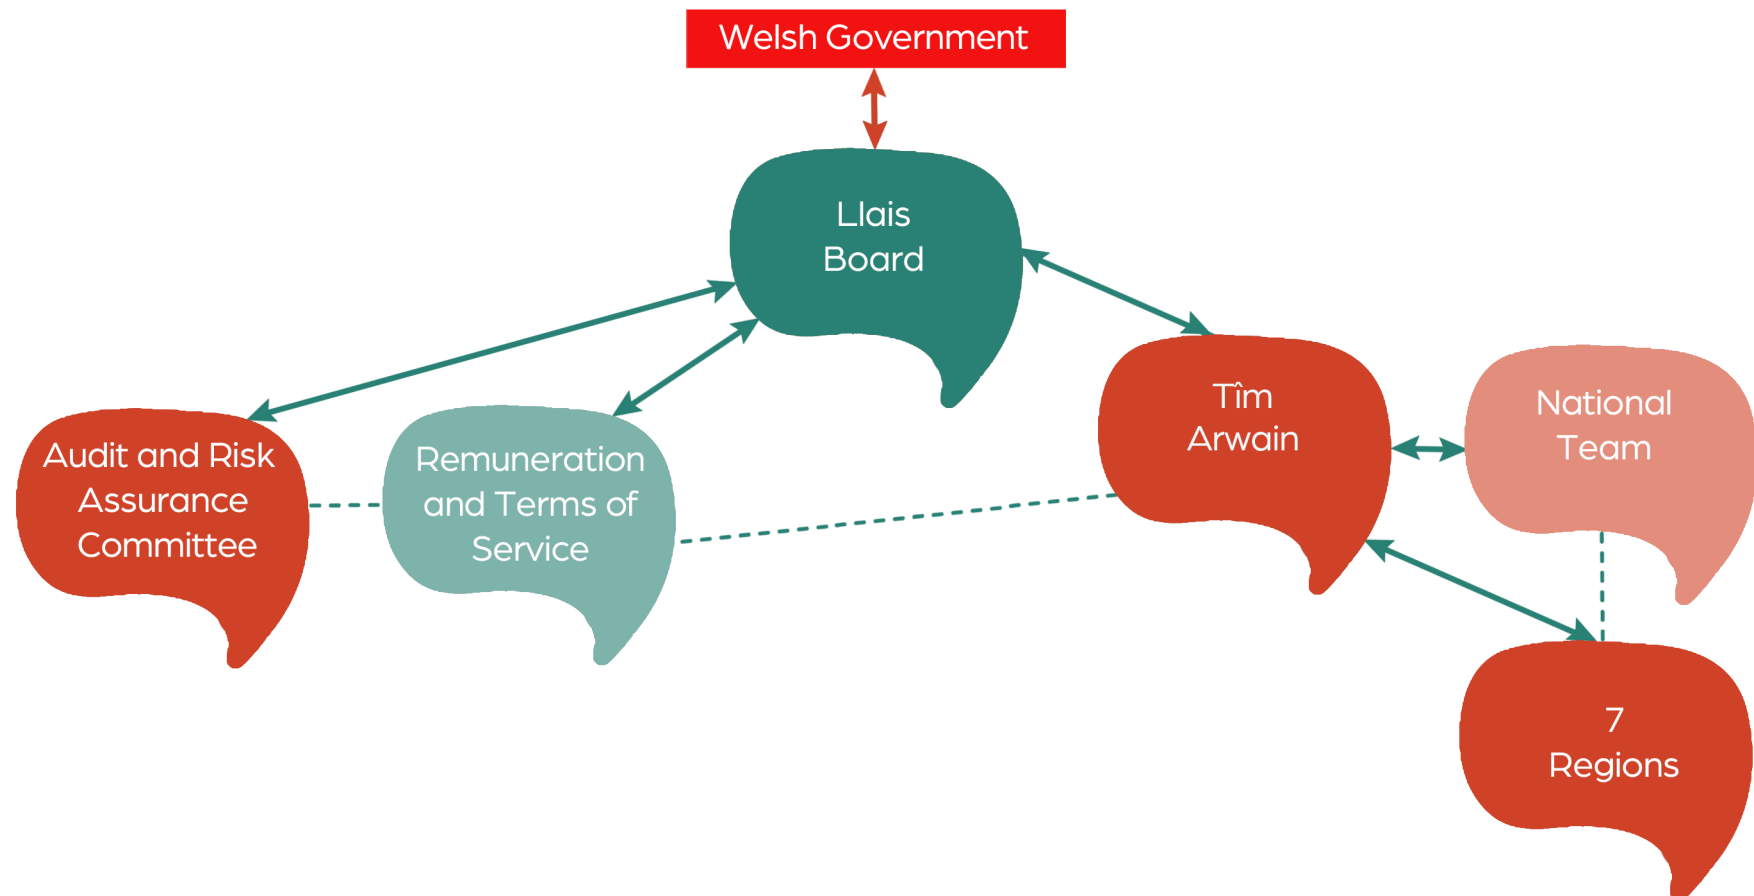 Welsh Government
Llais
Board
Audit and Risk
Assurance
Committee
Remuneration
and Terms of
Service
Tîm
Arwain
National
Team
7
Regions